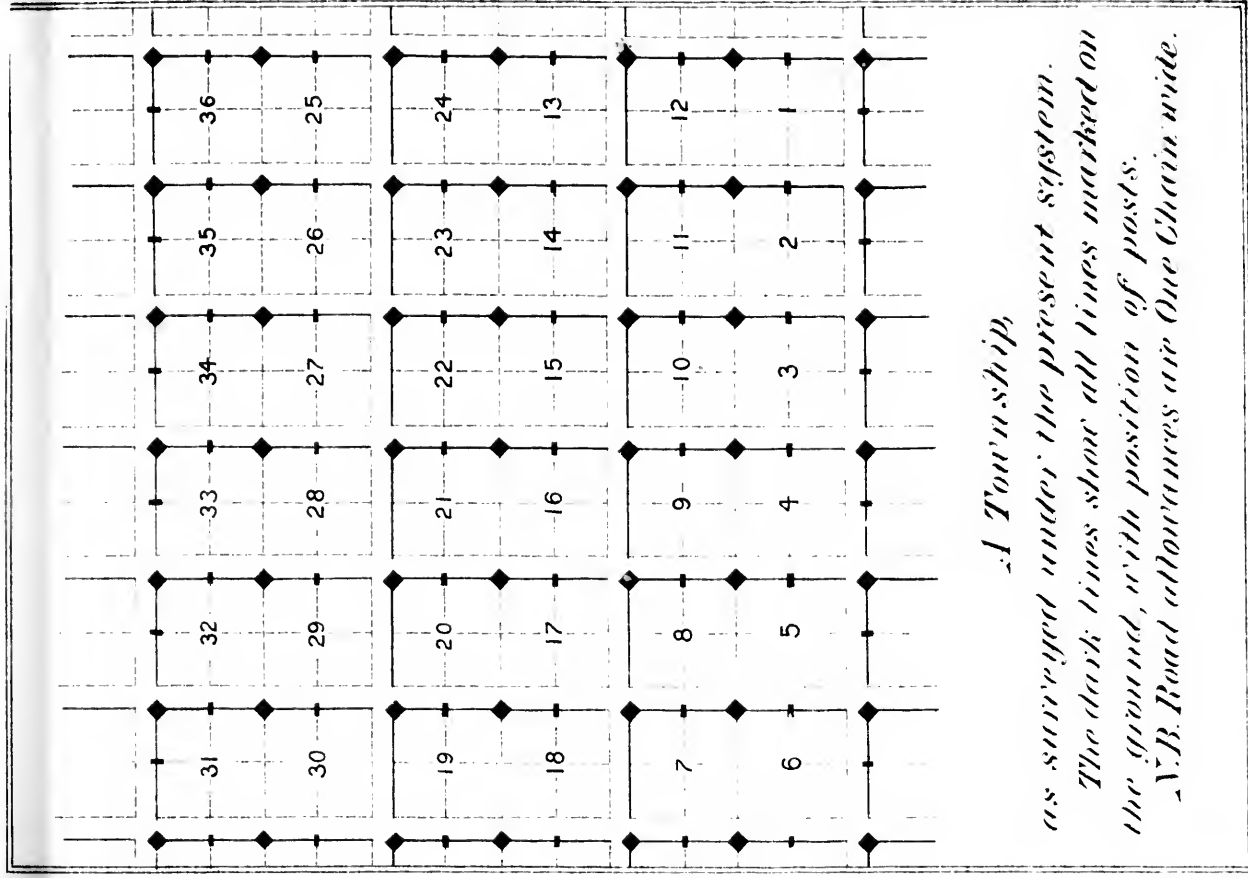 31 32 33 34 35 36
30 29 28 27 26 25
19 20 21 22 23 24
18 17 16 15 14 13
7 8 9 10 11 12
6 5 4 3 2 1
A Township,
as surveyed under the present system.
The dark lines show all lines marked on
the ground, with position of posts.
N.B. Road allowances are One Chain wide.